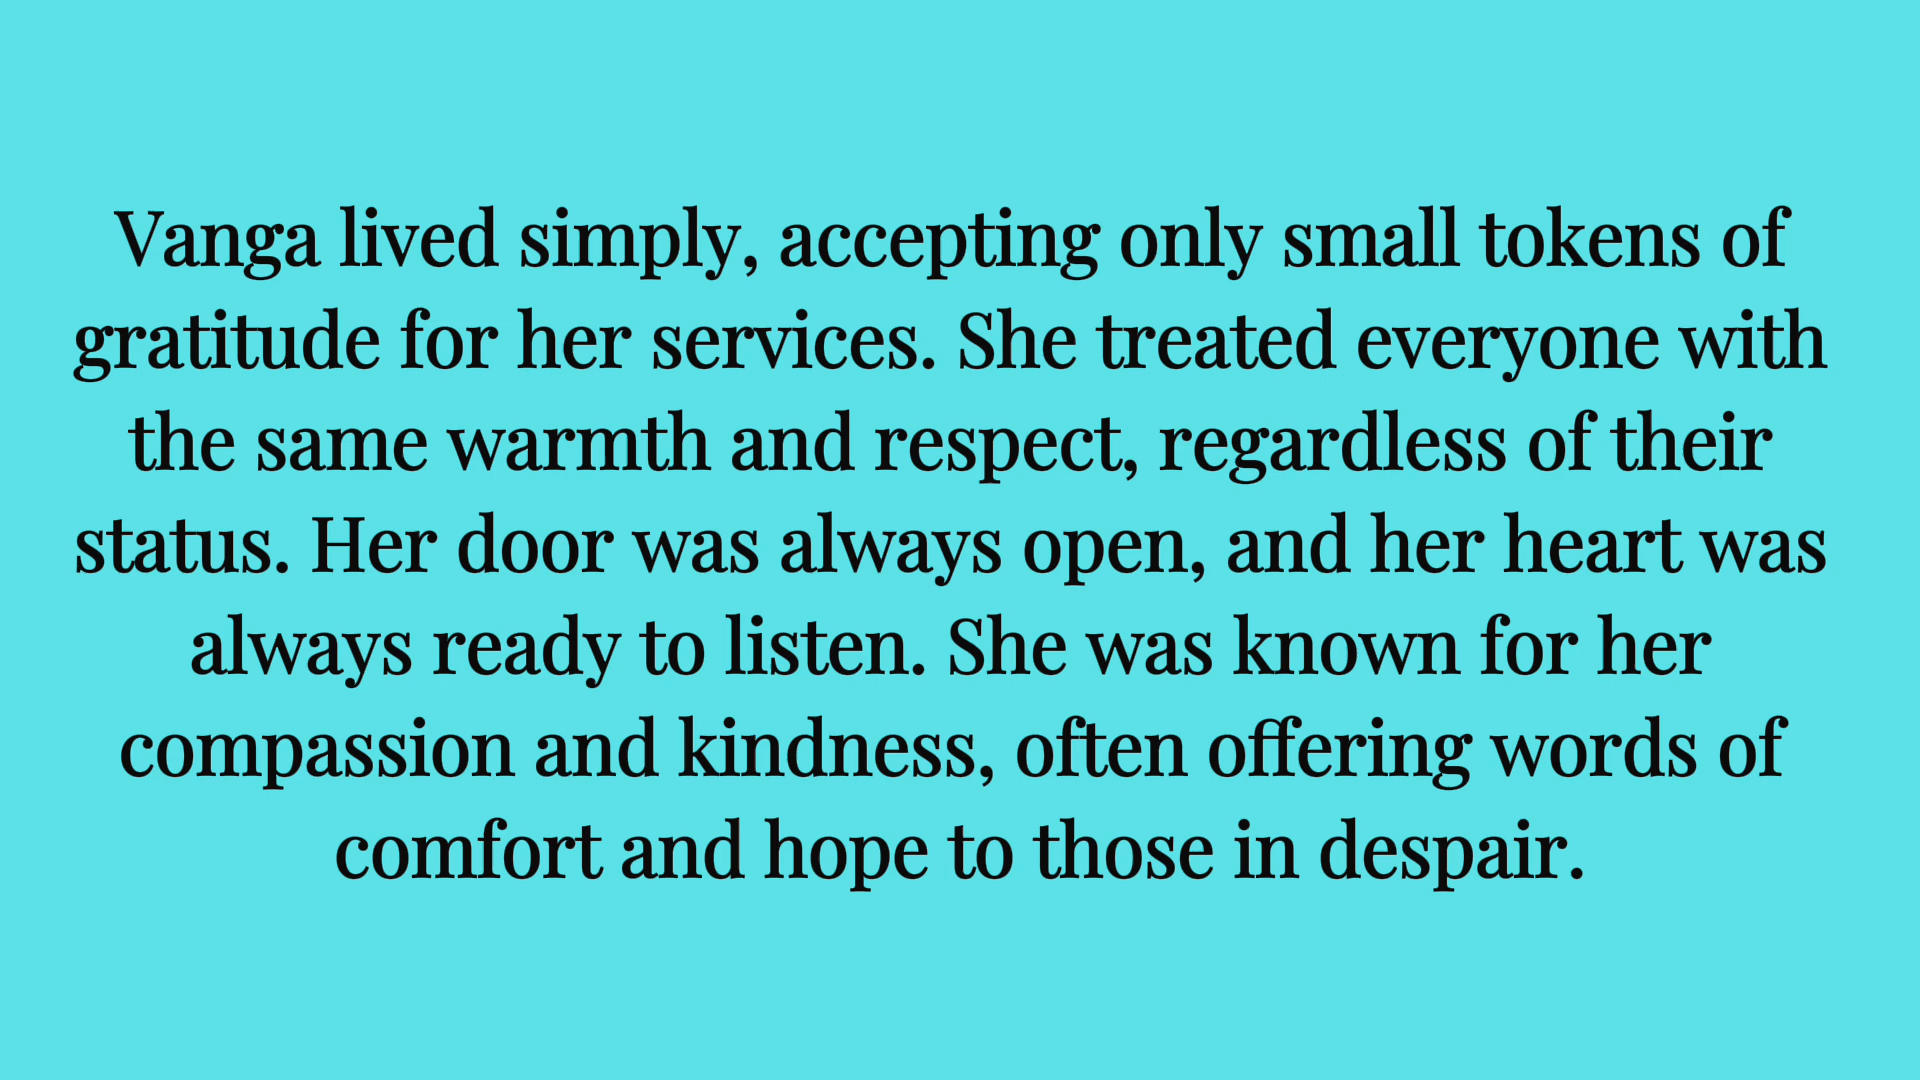 Vanga lived simply, accepting only small tokens of
gratitude for her services. She treated everyone with
the same warmth and respect, regardless of their
status. Her door was always open, and her heart was
always ready to listen. She was known for her
compassion and kindness, often offering words of
comfort and hope to those in despair.